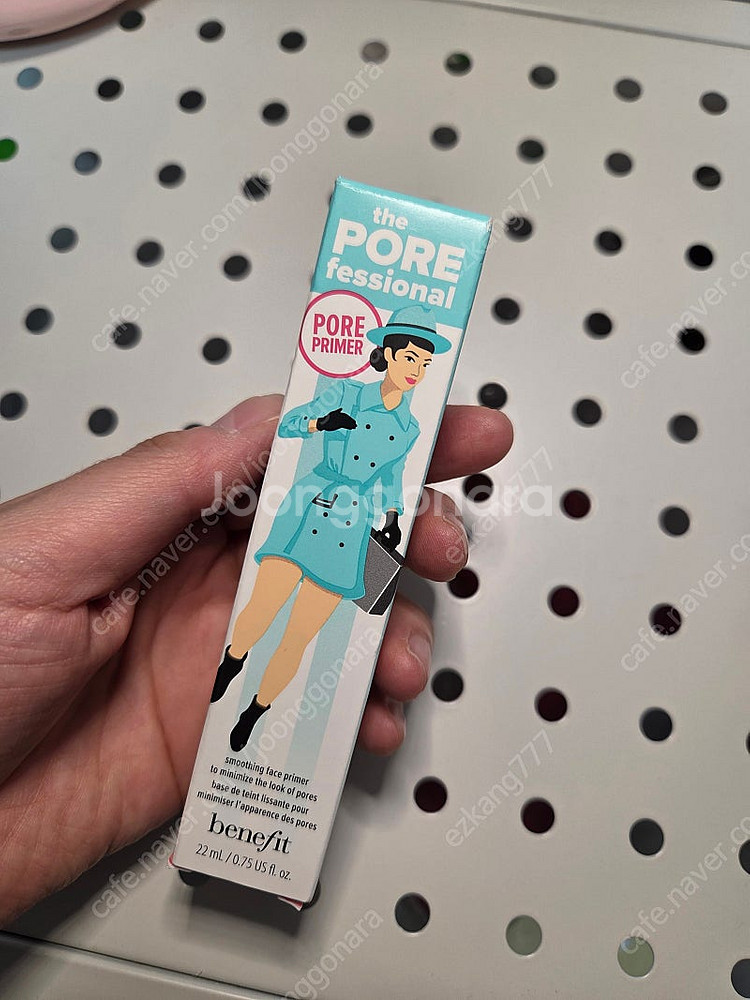 the
PORE
fessional
PORE
PRIMER
smoothing face primer
to minimize the look of pores
base de teint lissante pour
minimiser l'apparence des pores
benefit
22 mL / 0.75 US fl. oz.
Joonggonara
cafe.naver.com/joonggonara
ezkang777